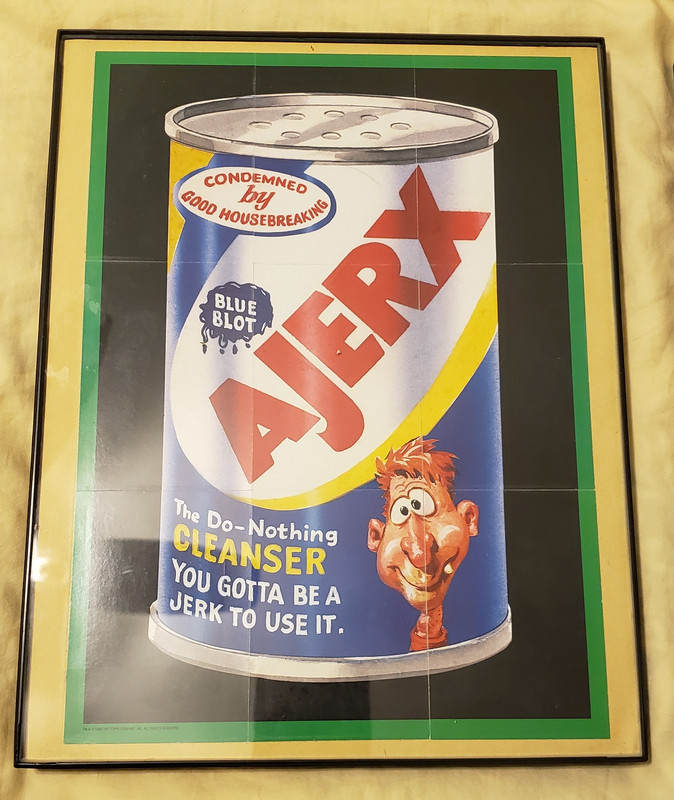 CONDEMNED
by
GOOD HOUSEBREAKING
AJERX
BLUE
BLOT
The Do-Nothing
CLEANSER
YOU GOTTA BE A
JERK TO USE IT.